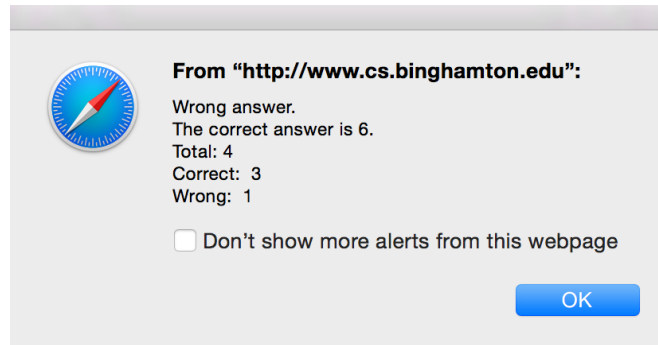 From “http://www.cs.binghamton.edu”:
Wrong answer.
The correct answer is 6.
Total: 4
Correct:  3
Wrong:  1
Don’t show more alerts from this webpage
OK